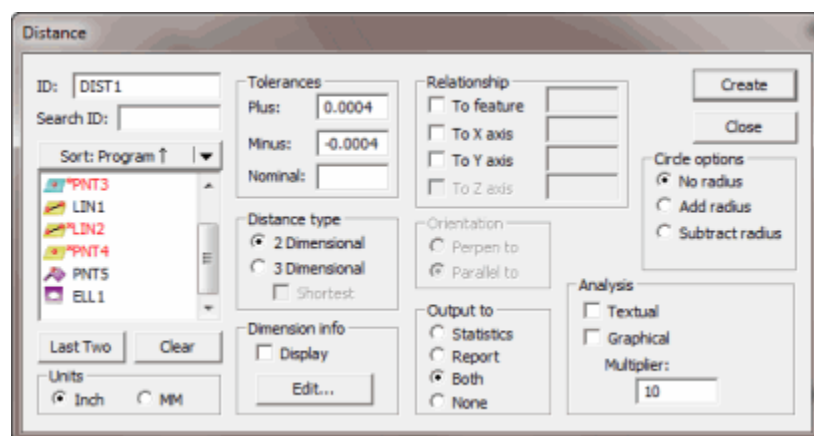 Distance
ID: DIST1
Search ID:
Sort: Program↑
*PNT3
LIN1
*LIN2
*PNT4
PNT5
ELL1
Last Two
Clear
Units
Inch
MM
Tolerances
Plus: 0.0004
Minus: -0.0004
Nominal:
Distance type
2 Dimensional
3 Dimensional
Shortest
Dimension info
Display
Edit...
Relationship
To feature
To X axis
To Y axis
To Z axis
Orientation
Perpen to
Parallel to
Output to
Statistics
Report
Both
None
Create
Close
Circle options
No radius
Add radius
Subtract radius
Analysis
Textual
Graphical
Multiplier:
10